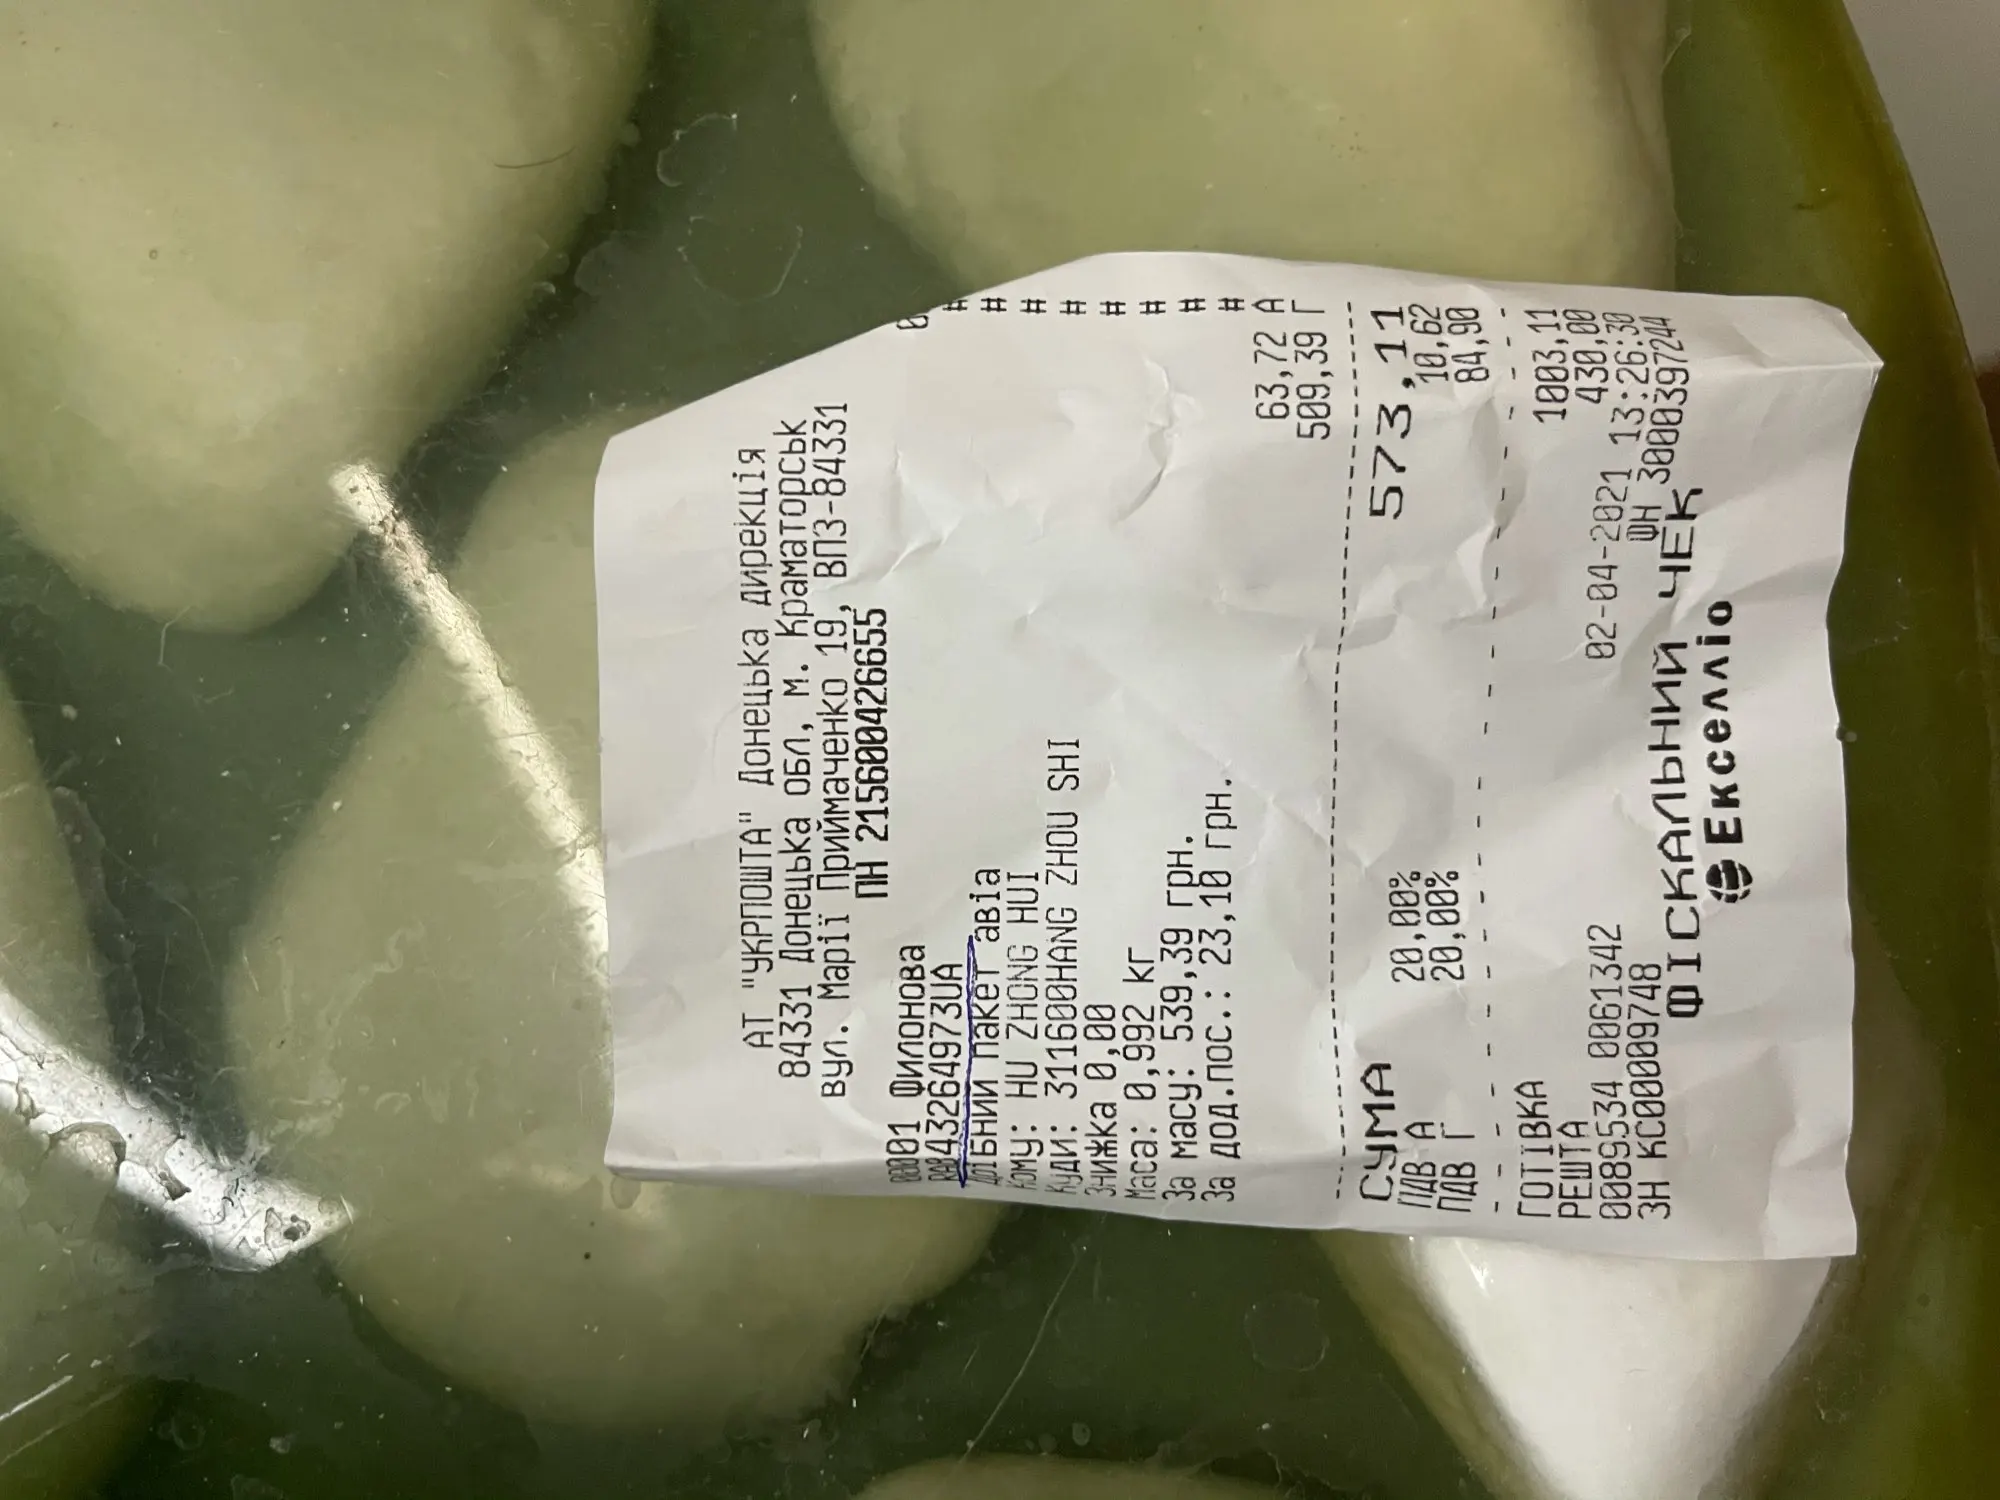 АТ "УКРПОШТА" Донецька дирекція
84331 Донецька обл, м. Краматорськ
вул. Марії Приймаченко 19, ВПЗ-84331
ПН 215600426655
0001 Филонова
43264973UA #
Дрібний пакет авіа #
Кому: HU ZHONG HUI #
Куди: 311600HANG ZHOU SHI #
Знижка 0,00 #
Маса: 0,992 кг #
За масу: 539,39 грн. #
За дод.пос.: 23,10 грн. #
63,72 А
509,39 Г
СУМА 573,11
ПДВ А 20,00% 10,62
ПДВ Г 20,00% 84,90
ГОТІВКА 1003,11
РЕШТА 430,00
0089534 0061342 02-04-2021 13:26:30
ЗН КС00009748 ФН 3000397244
ФІСКАЛЬНИЙ ЧЕК
Екселліо